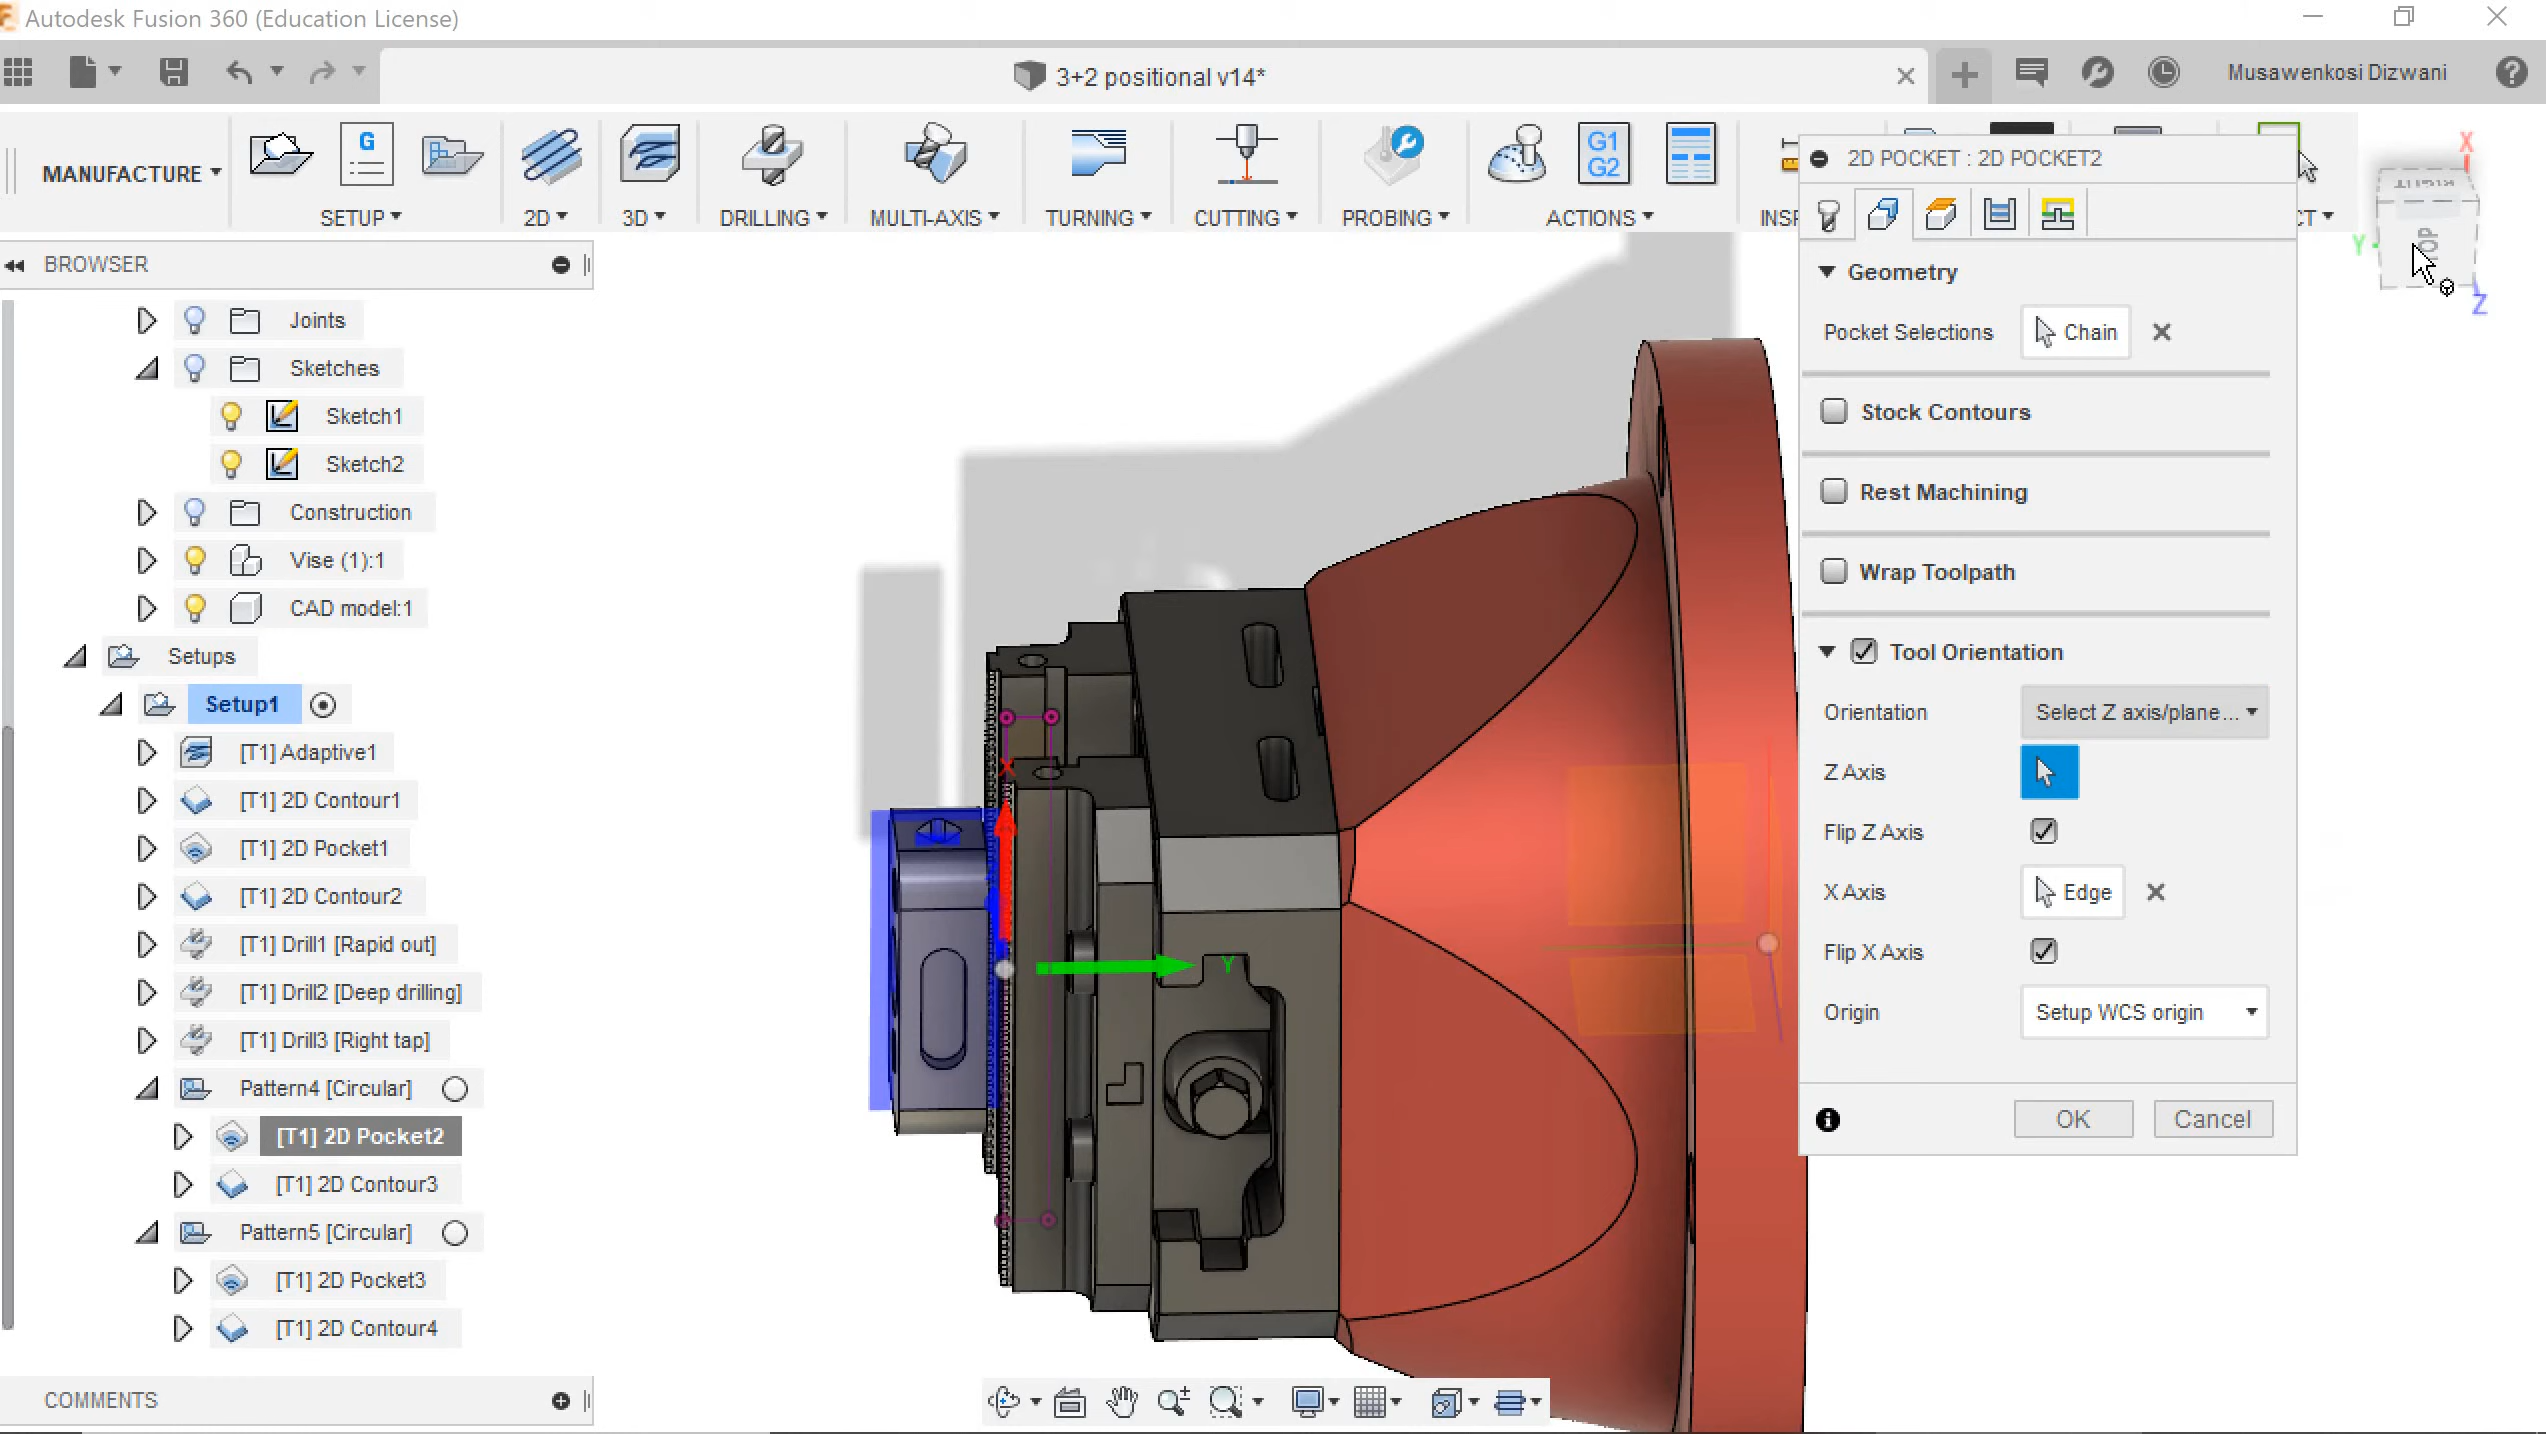 Autodesk Fusion 360 (Education License)
3+2 positional v14*
Musawenkosi Dizwani
MANUFACTURE
G
G1
G2
SETUP
2D
3D
DRILLING
MULTI-AXIS
TURNING
CUTTING
PROBING
ACTIONS
INSP
CT
BROWSER
Joints
Sketches
Sketch1
Sketch2
Construction
Vise (1):1
CAD model:1
Setups
Setup1
[T1] Adaptive1
[T1] 2D Contour1
[T1] 2D Pocket1
[T1] 2D Contour2
[T1] Drill1 [Rapid out]
[T1] Drill2 [Deep drilling]
[T1] Drill3 [Right tap]
Pattern4 [Circular]
[T1] 2D Pocket2
[T1] 2D Contour3
Pattern5 [Circular]
[T1] 2D Pocket3
[T1] 2D Contour4
COMMENTS
X
Y
2D POCKET : 2D POCKET2
Geometry
Pocket Selections Chain
Stock Contours
Rest Machining
Wrap Toolpath
Tool Orientation
Orientation Select Z axis/plane...
Z Axis
Flip Z Axis
X Axis Edge
Flip X Axis
Origin Setup WCS origin
OK Cancel
X
RIGHT
TOP
Y
Z